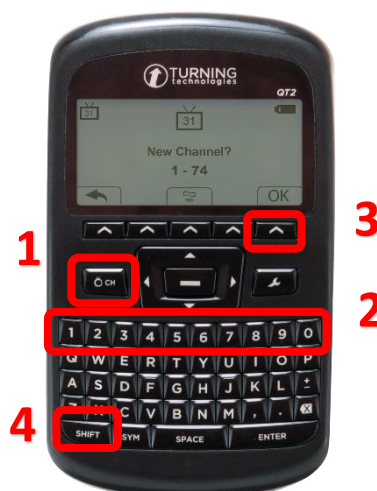 TURNING
technologies
QT2
31
31
New Channel?
1 - 74
OK
3
1
CH
2
1 2 3 4 5 6 7 8 9 0
Q W E R T Y U I O P
A S D F G H J K L
C V B N M , .
4
SHIFT SYM SPACE ENTER